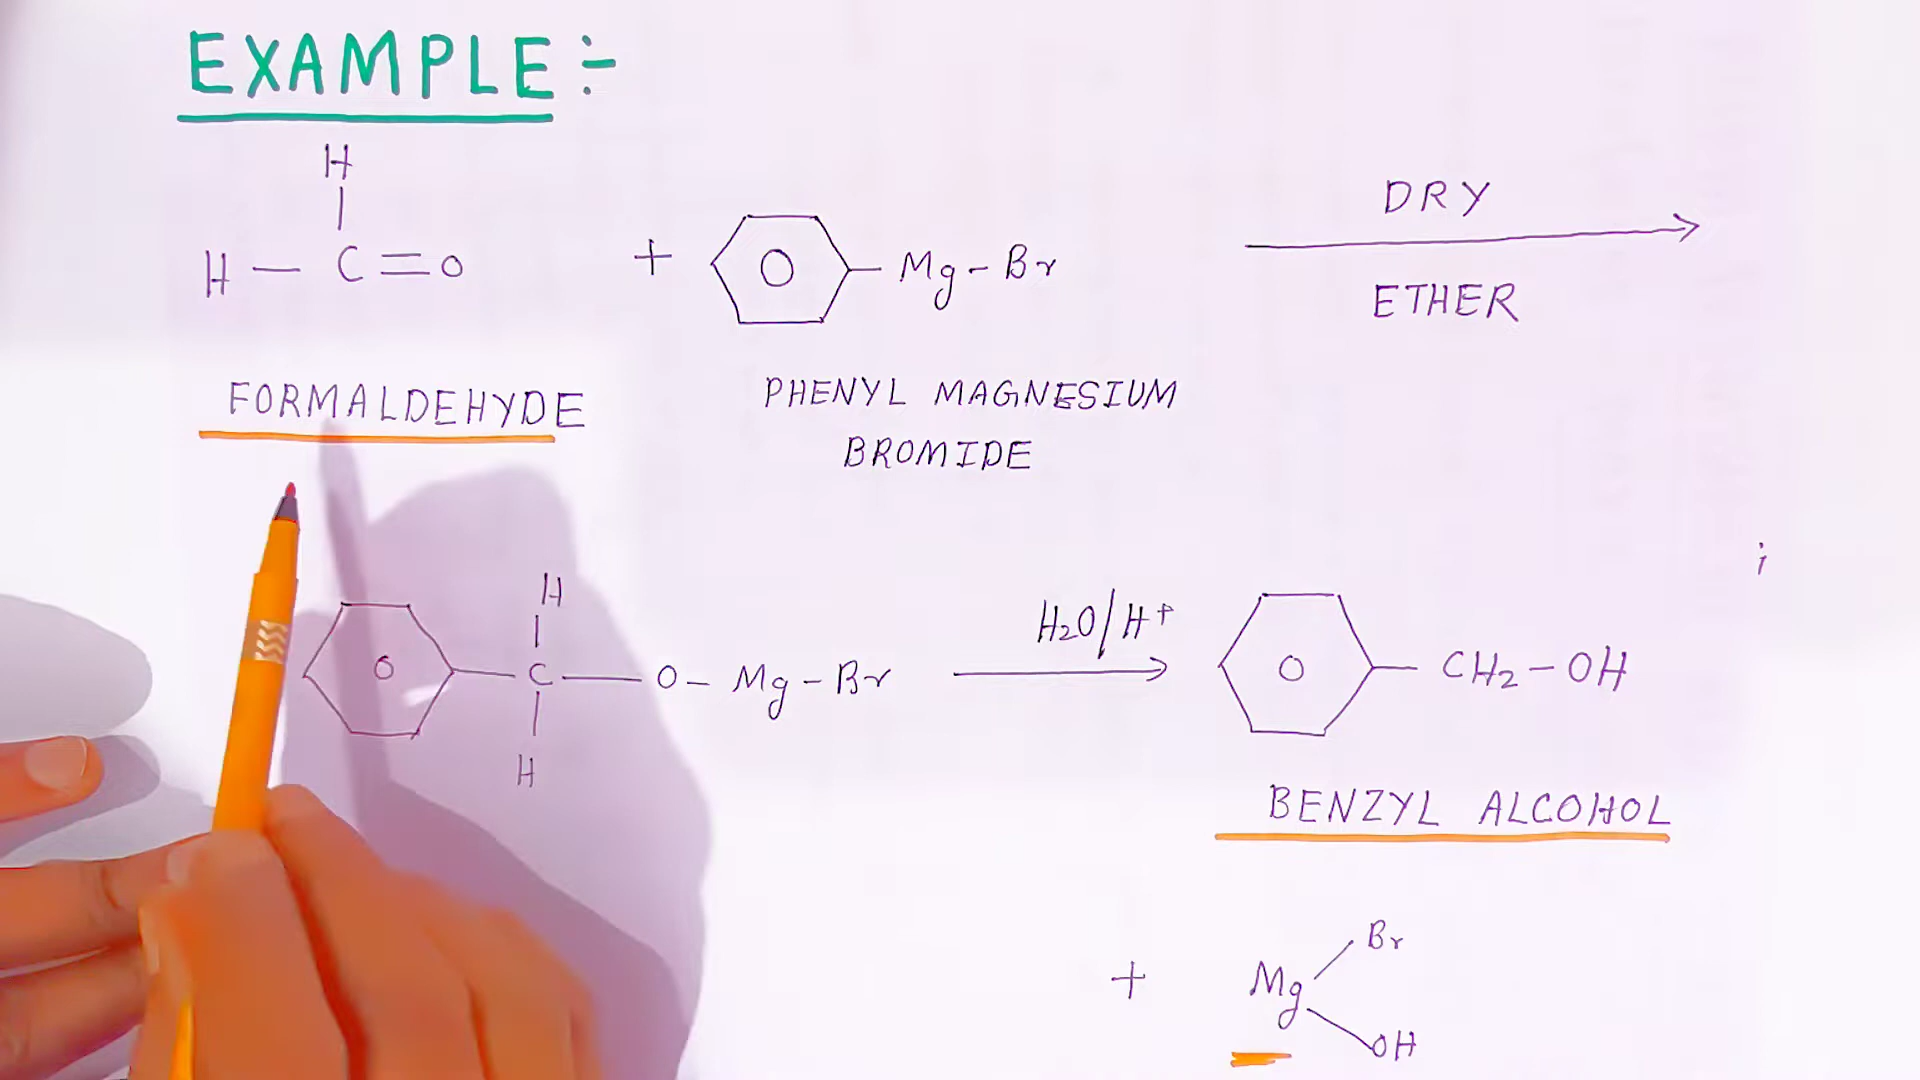 EXAMPLE :-
H
H - C = O + Mg - Br DRY
ETHER
FORMALDEHYDE PHENYL MAGNESIUM
BROMIDE
H
C - O - Mg - Br H2O/H+ CH2 - OH
H
BENZYL ALCOHOL
+ Mg Br
OH